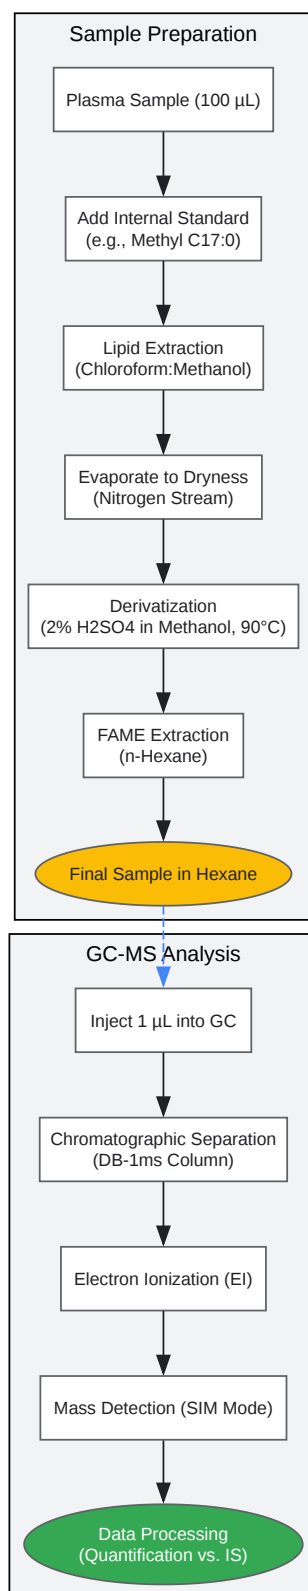 Sample Preparation
Plasma Sample (100 µL)
Add Internal Standard
(e.g., Methyl C17:0)
Lipid Extraction
(Chloroform:Methanol)
Evaporate to Dryness
(Nitrogen Stream)
Derivatization
(2% H2SO4 in Methanol, 90°C)
FAME Extraction
(n-Hexane)
Final Sample in Hexane
GC-MS Analysis
Inject 1 µL into GC
Chromatographic Separation
(DB-1ms Column)
Electron Ionization (EI)
Mass Detection (SIM Mode)
Data Processing
(Quantification vs. IS)